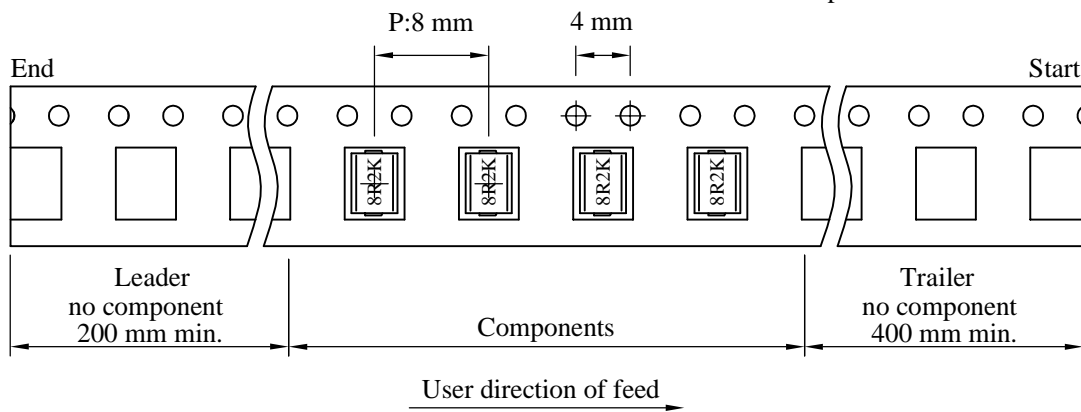 P:8 mm
4 mm
End
Start
8R2K
8R2K
8R2K
8R2K
Leader
no component
200 mm min.
Components
Trailer
no component
400 mm min.
User direction of feed